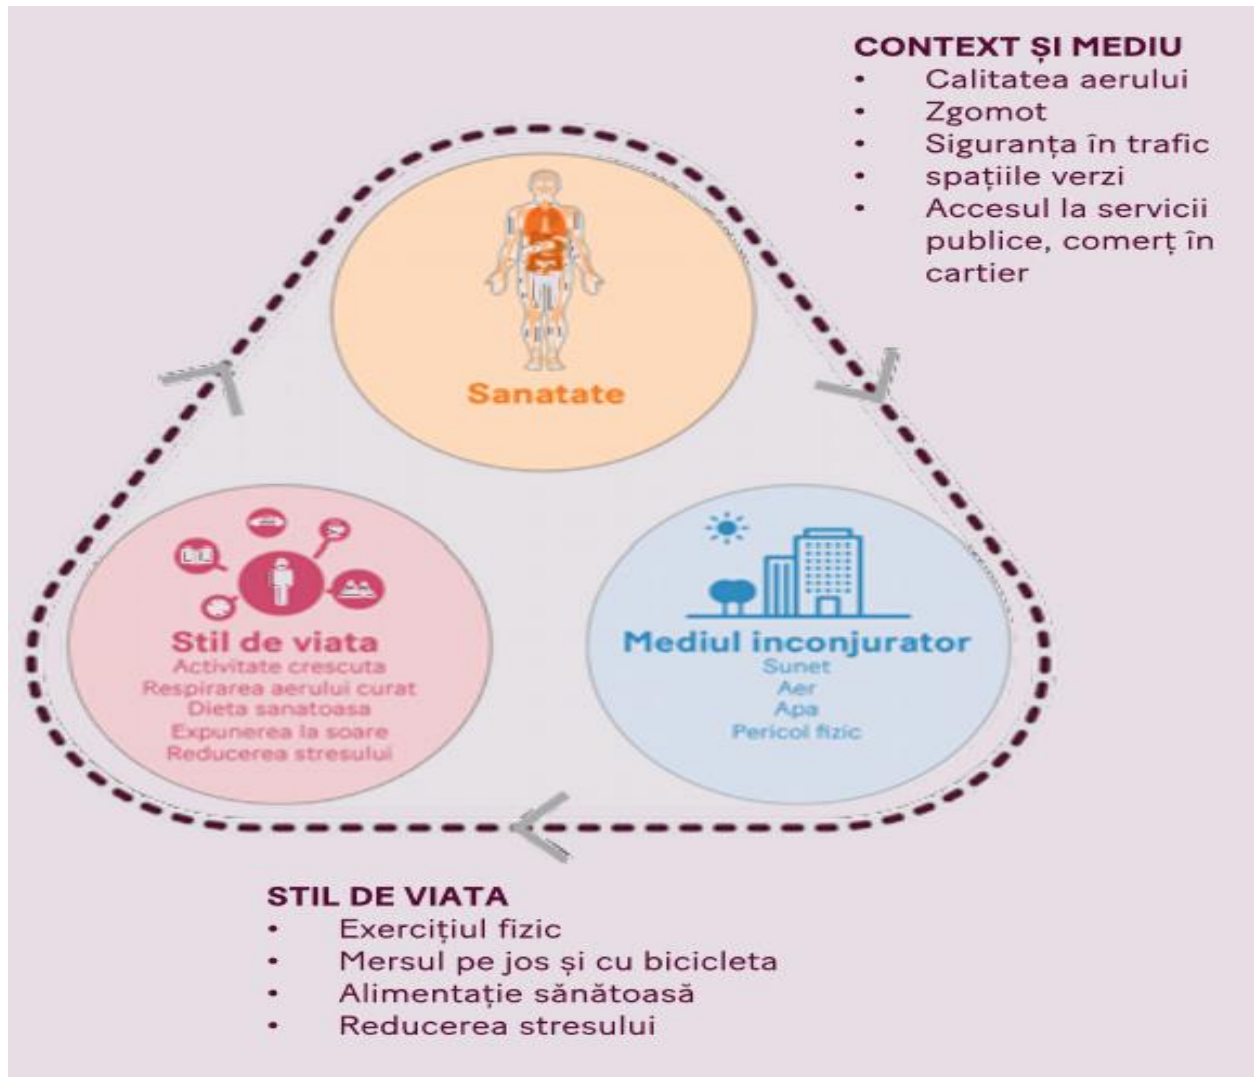 CONTEXT ȘI MEDIU
• Calitatea aerului
• Zgomot
• Siguranța în trafic
• spațiile verzi
• Accesul la servicii
publice, comerț în
cartier
Sanatate
Stil de viata
Activitate crescuta
Respirarea aerului curat
Dieta sanatoasa
Expunerea la soare
Reducerea stresului
Mediul inconjurator
Sunet
Aer
Apa
Pericol fizic
STIL DE VIATA
• Exercițiul fizic
• Mersul pe jos și cu bicicleta
• Alimentație sănătoasă
• Reducerea stresului